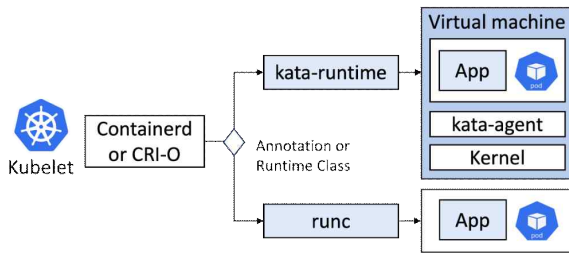 Virtual machine
kata-runtime
App
pod
kata-agent
Kernel
Kubelet
Containerd
or CRI-O
Annotation or
Runtime Class
runc
App
pod